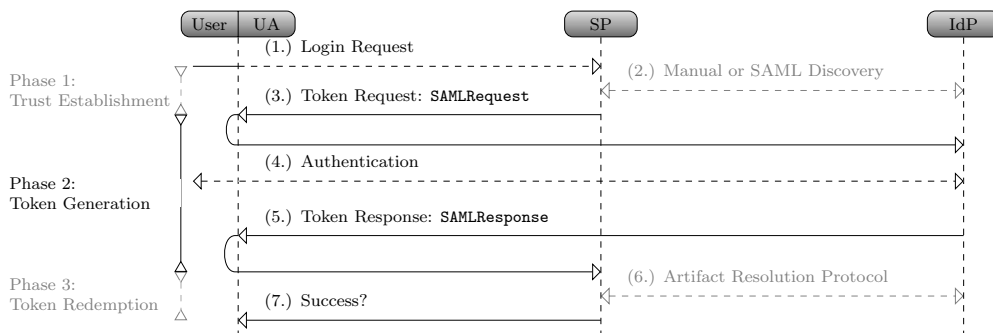 User UA SP IdP
(1.) Login Request
(2.) Manual or SAML Discovery
Phase 1:
Trust Establishment
(3.) Token Request: SAMLRequest
(4.) Authentication
Phase 2:
Token Generation
(5.) Token Response: SAMLResponse
(6.) Artifact Resolution Protocol
Phase 3:
Token Redemption
(7.) Success?